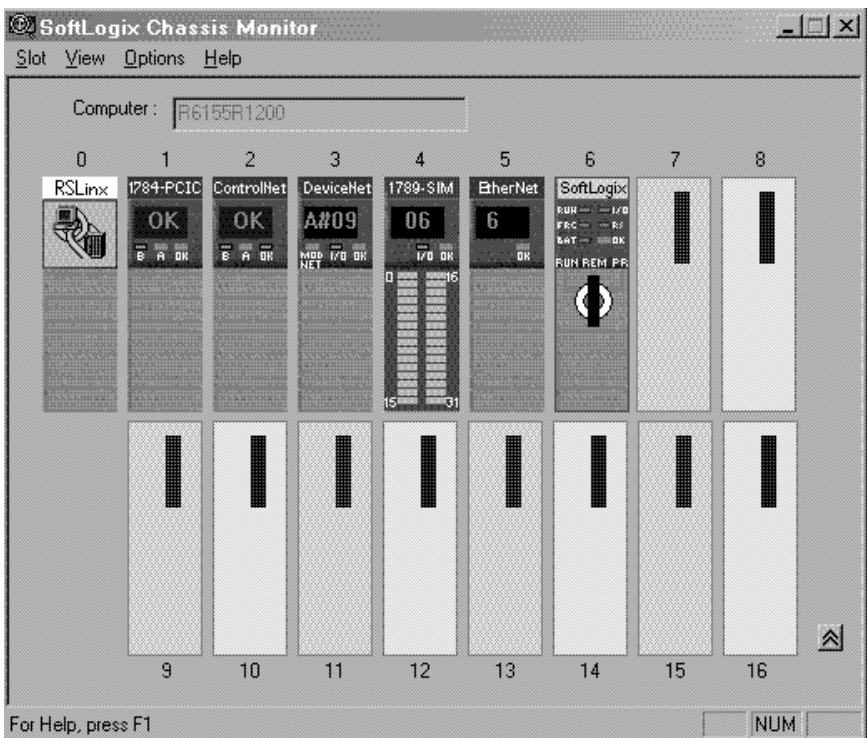 SoftLogix Chassis Monitor
Slot View Options Help
Computer : R6155R1200
0 1 2 3 4 5 6 7 8
RSLinx 1784-PCIC ControlNet DeviceNet 1789-SIM EtherNet SoftLogix
OK OK A#09 06 6
RUN I/O
FRC RS
BAT OK
B A OK B A OK MOD NET I/O OK I/O OK OK
RUN REM PR
0 16
15 31
9 10 11 12 13 14 15 16
For Help, press F1 NUM